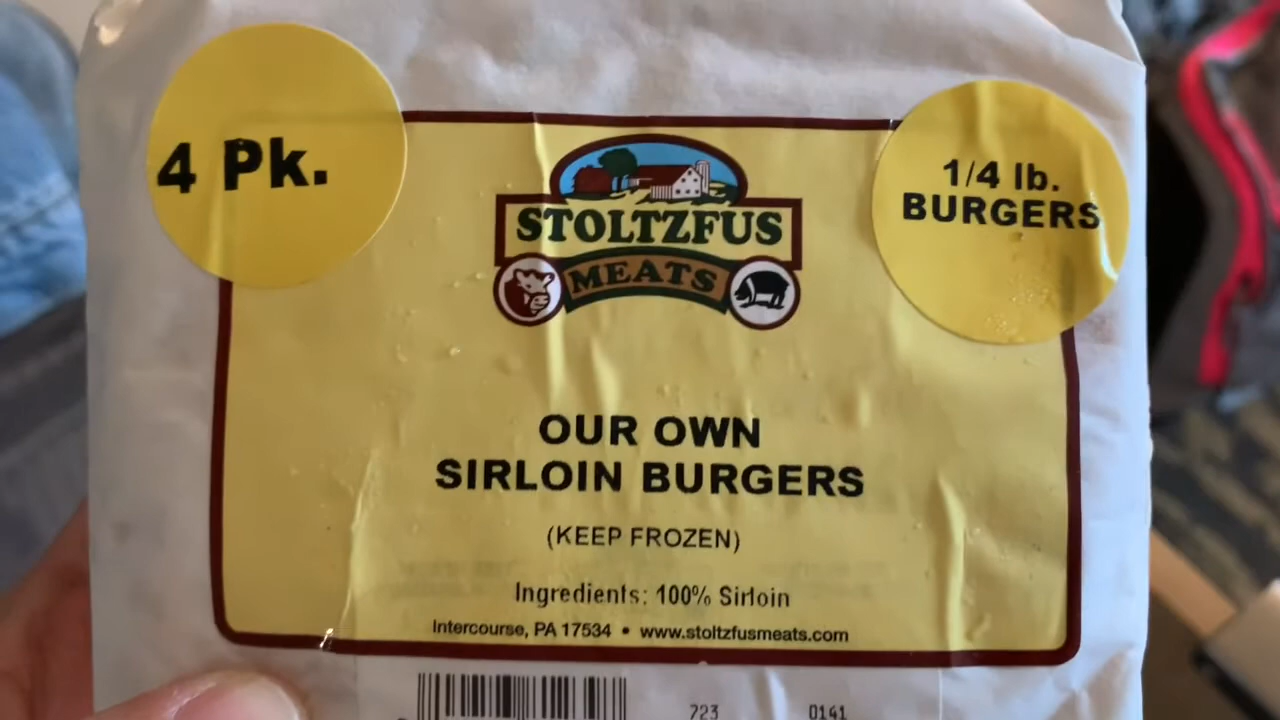 4 Pk.
1/4 lb.
BURGERS
STOLTZFUS
MEATS
OUR OWN
SIRLOIN BURGERS
(KEEP FROZEN)
Ingredients: 100% Sirloin
Intercourse, PA 17534 • www.stoltzfusmeats.com
723 0141